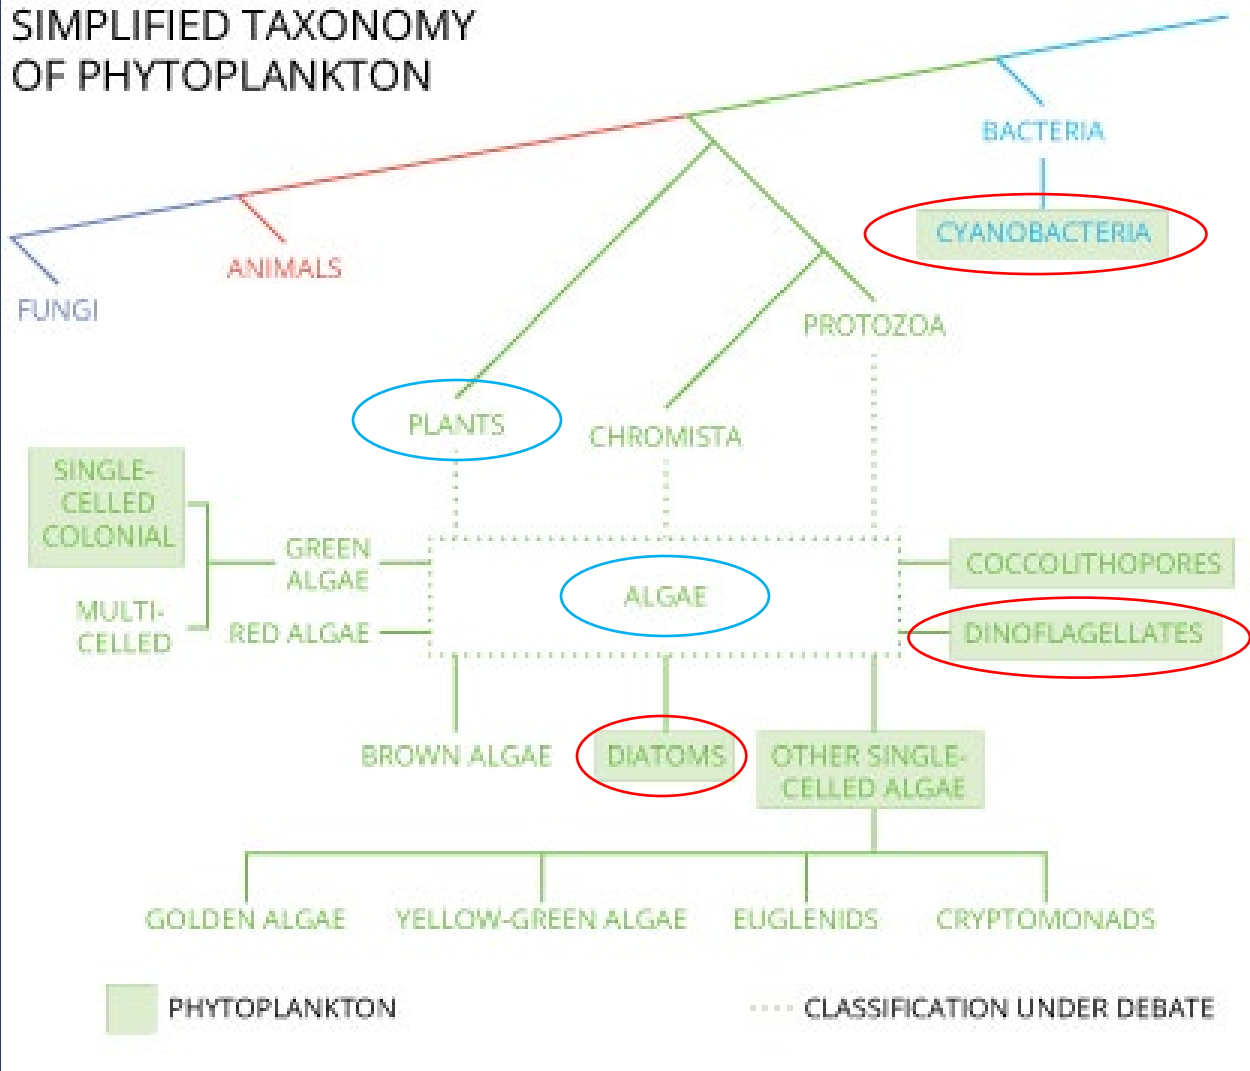 SIMPLIFIED TAXONOMY
OF PHYTOPLANKTON
BACTERIA
CYANOBACTERIA
ANIMALS
FUNGI
PROTOZOA
PLANTS
CHROMISTA
SINGLE-
CELLED
COLONIAL
GREEN
ALGAE
MULTI-
CELLED
RED ALGAE
ALGAE
COCCOLITHOPORES
DINOFLAGELLATES
BROWN ALGAE
DIATOMS
OTHER SINGLE-
CELLED ALGAE
GOLDEN ALGAE
YELLOW-GREEN ALGAE
EUGLENIDS
CRYPTOMONADS
PHYTOPLANKTON
CLASSIFICATION UNDER DEBATE